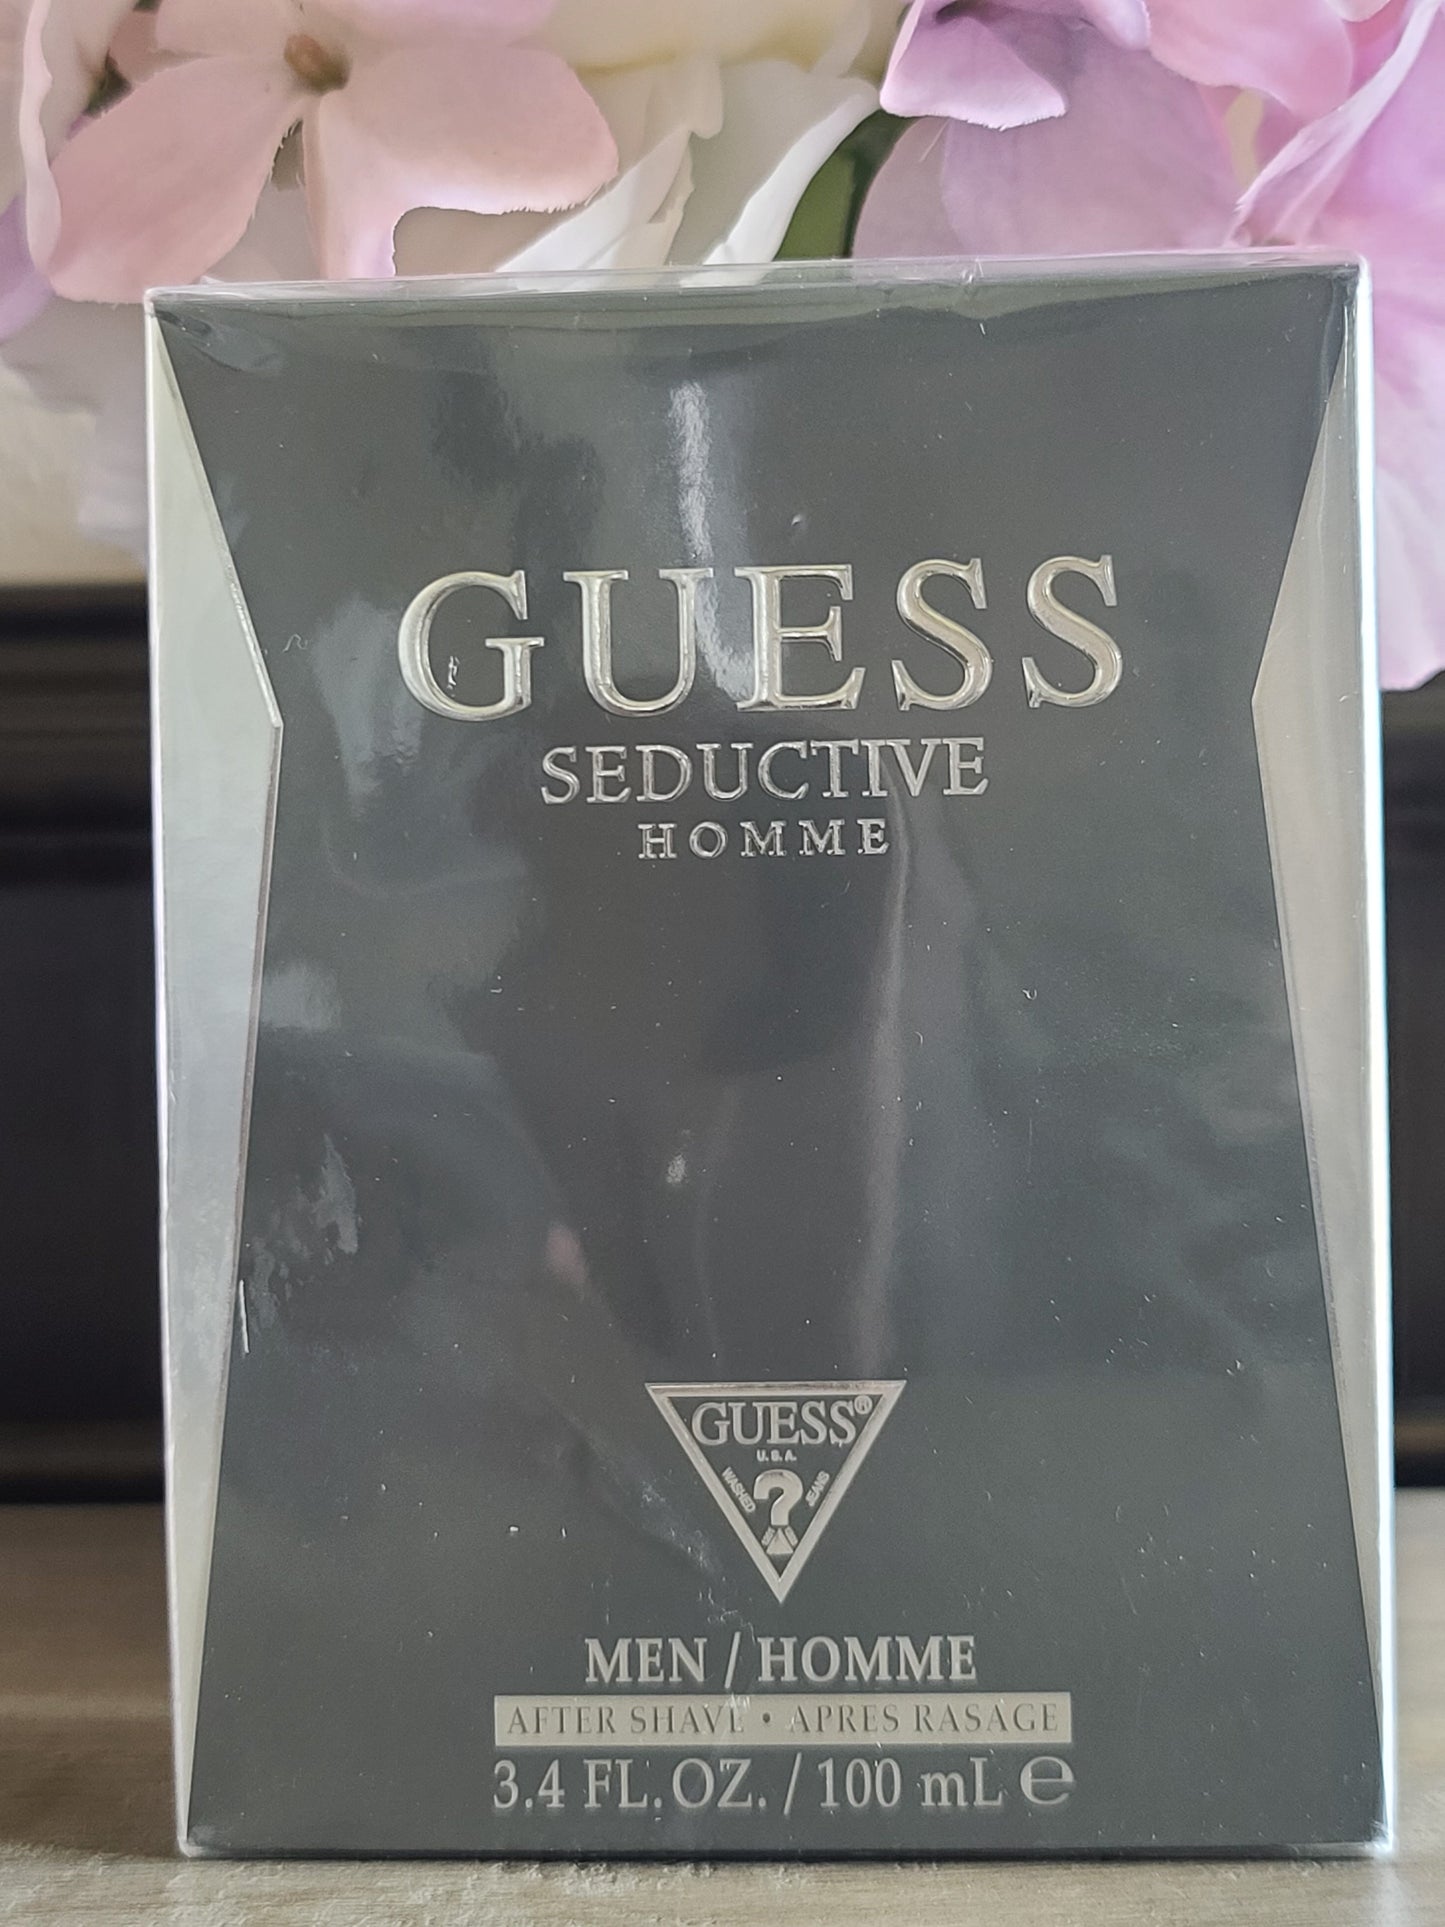 GUESS
SEDUCTIVE
HOMME
GUESS®
U.S.A.
WASHED ? JEANS
MEN / HOMME
AFTER SHAVE • APRES RASAGE
3.4 FL. OZ. / 100 mL ℮